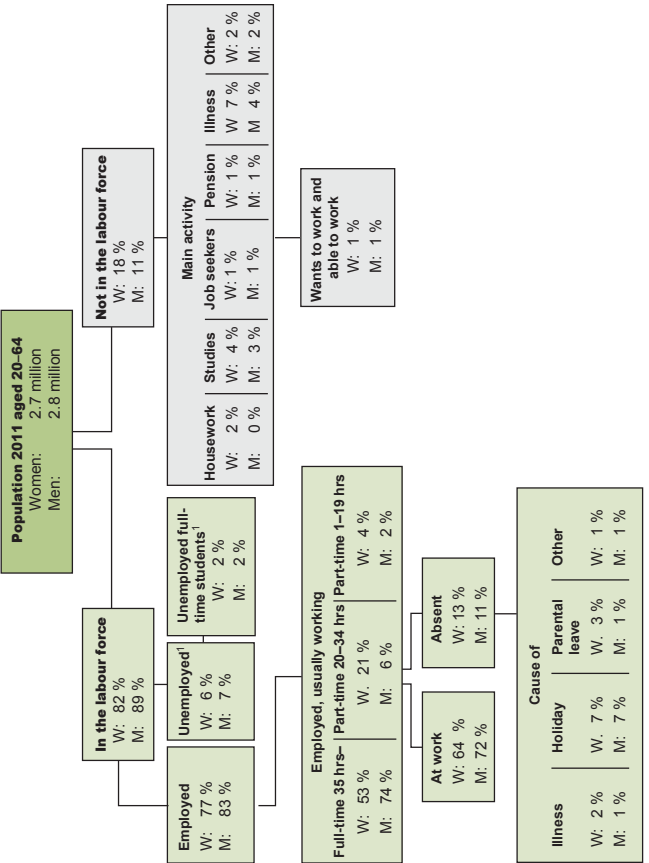 Population 2011 aged 20–64
Women: 2.7 million
Men: 2.8 million
In the labour force
W: 82 %
M: 89 %
Not in the labour force
W: 18 %
M: 11 %
Employed
W: 77 %
M: 83 %
Unemployed¹
W: 6 %
M: 7 %
Unemployed full-
time students¹
W: 2 %
M: 2 %
Main activity
Housework Studies Job seekers Pension Illness Other
W: 2 % W: 4 % W: 1 % W: 1 % W 7 % W: 2 %
M: 0 % M: 3 % M: 1 % M: 1 % M 4 % M: 2 %
Wants to work and
able to work
W: 1 %
M: 1 %
Employed, usually working
Full-time 35 hrs– Part-time 20–34 hrs Part-time 1–19 hrs
W: 53 % W. 21 % W: 4 %
M: 74 % M: 6 % M: 2 %
At work
W: 64 %
M: 72 %
Absent
W: 13 %
M: 11 %
Cause of
Illness Holiday Parental leave Other
W: 2 % W. 7 % W. 3 % W: 1 %
M: 1 % M: 7 % M: 1 % M: 1 %